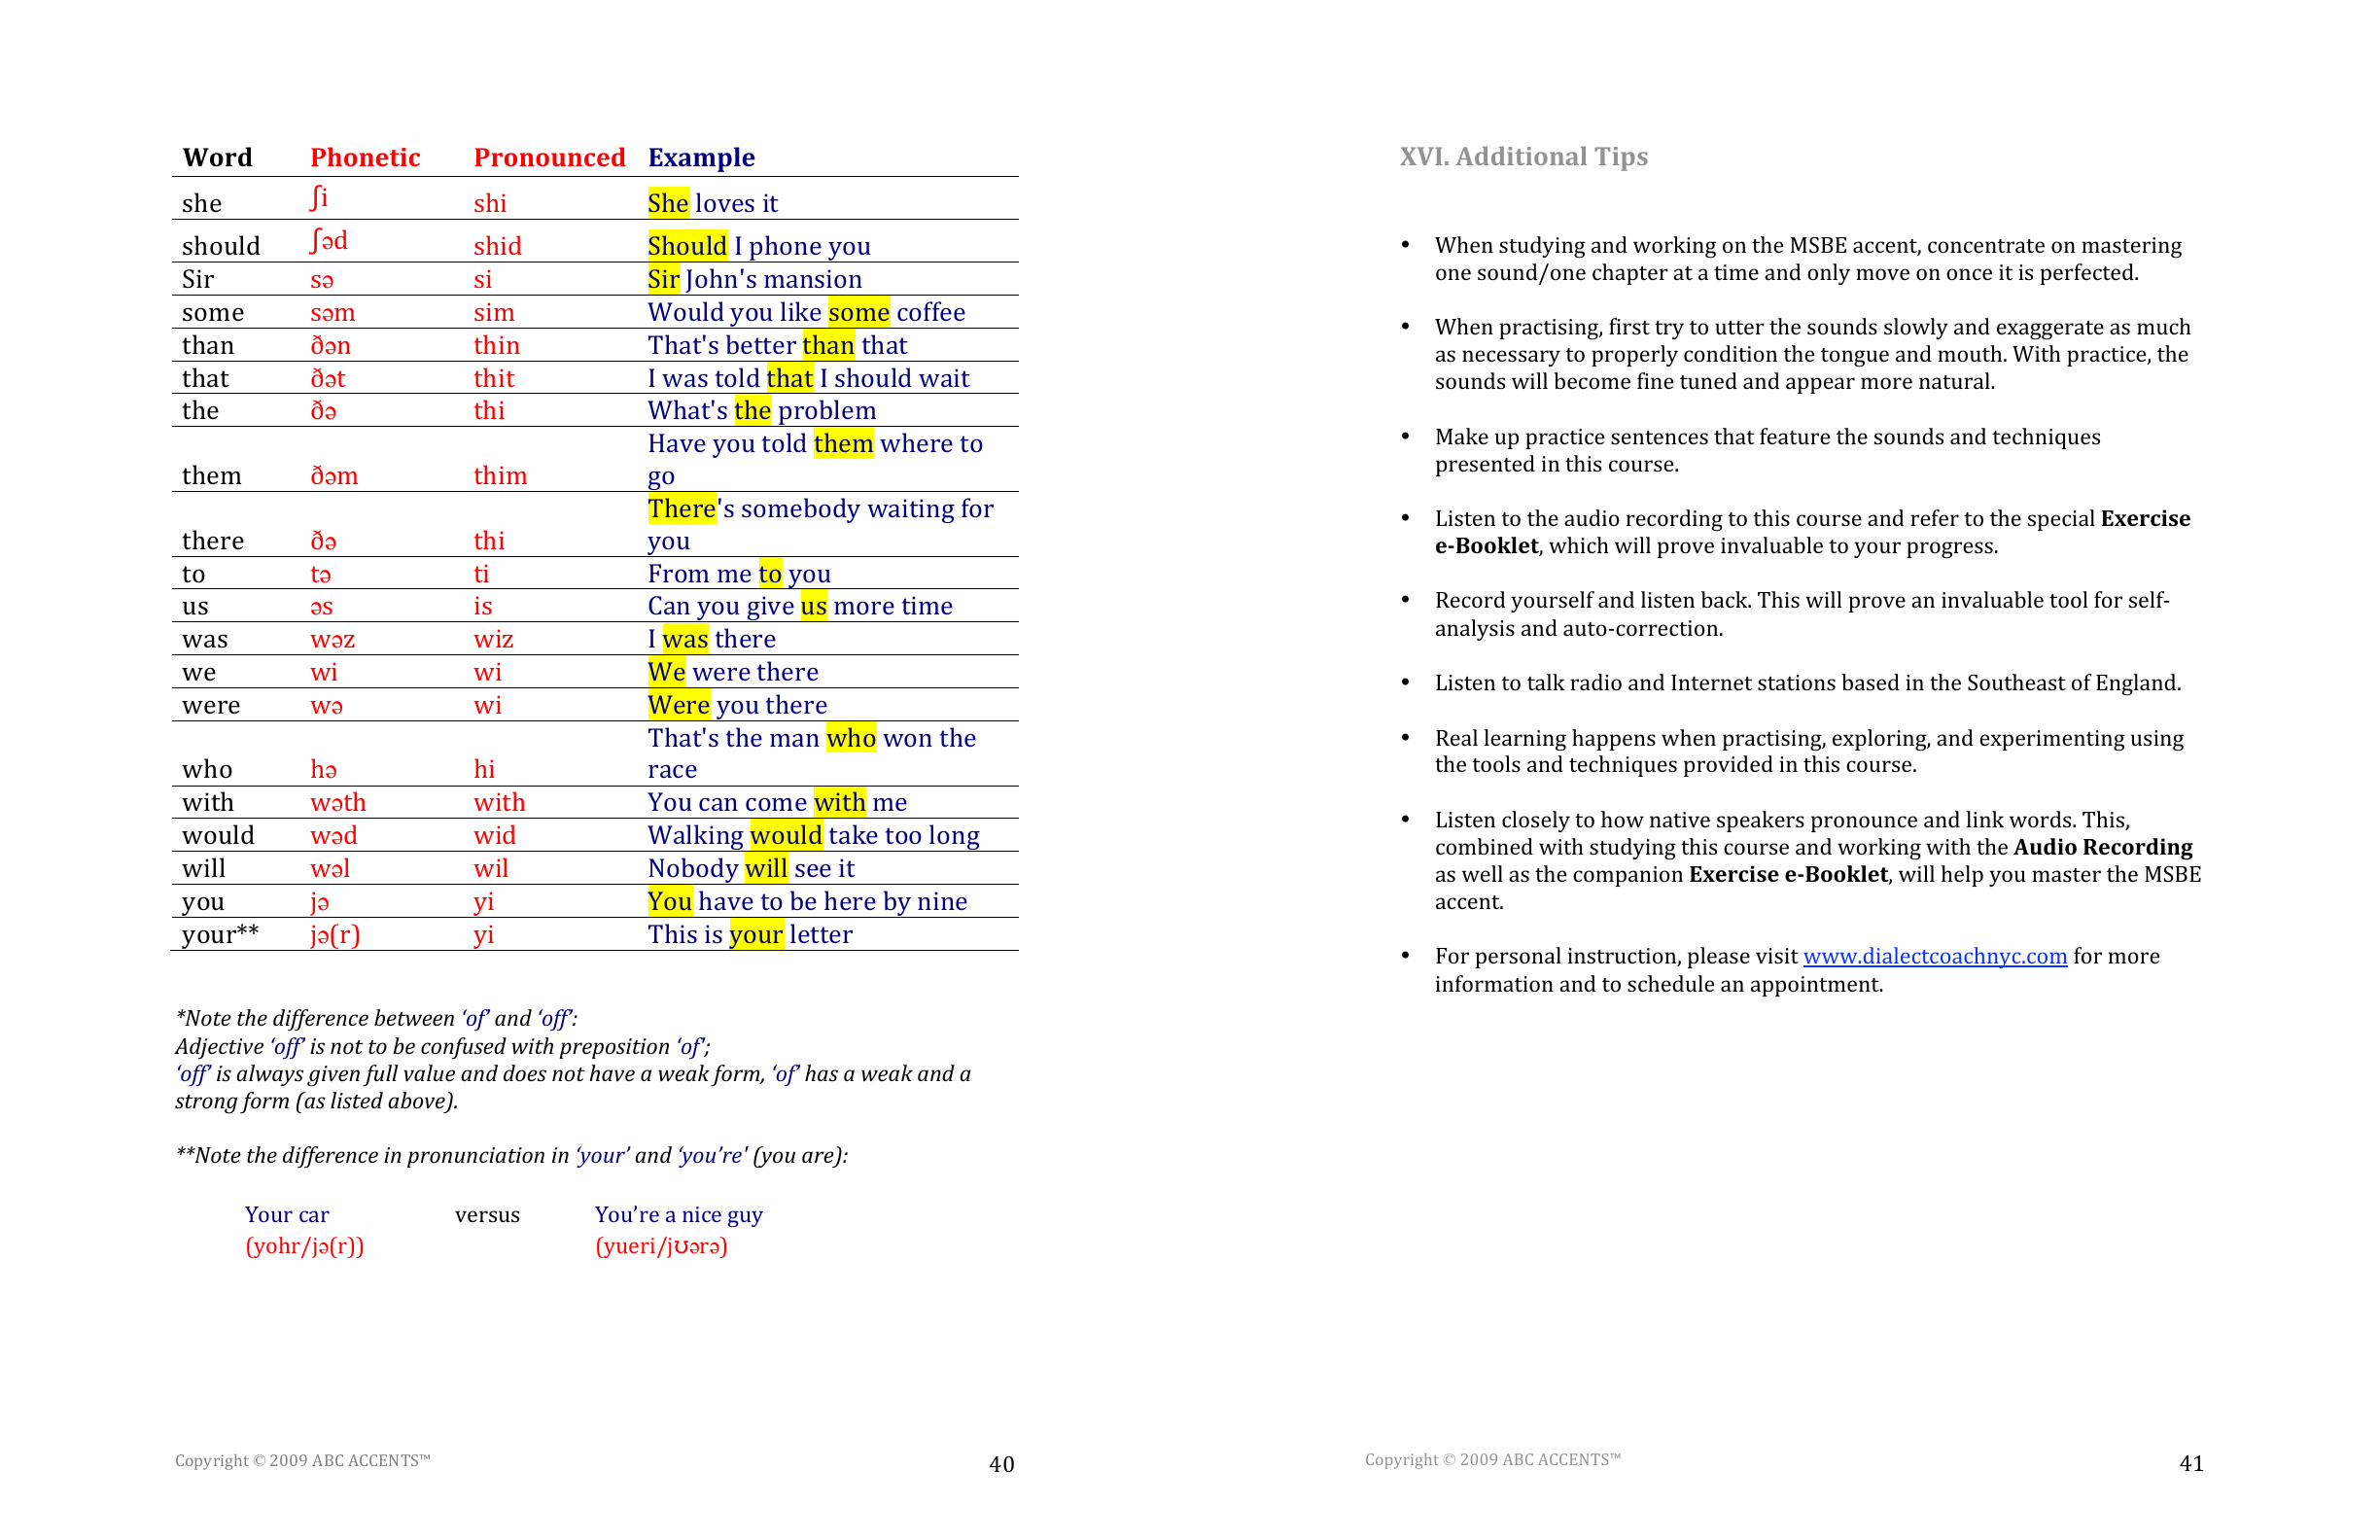 Word Phonetic Pronounced Example
she ʃi shi She loves it
should ʃəd shid Should I phone you
Sir sə si Sir John's mansion
some səm sim Would you like some coffee
than ðən thin That's better than that
that ðət thit I was told that I should wait
the ðə thi What's the problem
Have you told them where to
them ðəm thim go
There's somebody waiting for
there ðə thi you
to tə ti From me to you
us əs is Can you give us more time
was wəz wiz I was there
we wi wi We were there
were wə wi Were you there
That's the man who won the
who hə hi race
with wəth with You can come with me
would wəd wid Walking would take too long
will wəl wil Nobody will see it
you jə yi You have to be here by nine
your** jə(r) yi This is your letter
*Note the difference between ‘of’ and ‘off’:
Adjective ‘off’ is not to be confused with preposition ‘of’;
‘off’ is always given full value and does not have a weak form, ‘of’ has a weak and a
strong form (as listed above).
**Note the difference in pronunciation in ‘your’ and ‘you’re' (you are):
Your car versus You’re a nice guy
(yohr/jə(r)) (yueri/jʊərə)
Copyright © 2009 ABC ACCENTS™ 40
XVI. Additional Tips
• When studying and working on the MSBE accent, concentrate on mastering
one sound/one chapter at a time and only move on once it is perfected.
• When practising, first try to utter the sounds slowly and exaggerate as much
as necessary to properly condition the tongue and mouth. With practice, the
sounds will become fine tuned and appear more natural.
• Make up practice sentences that feature the sounds and techniques
presented in this course.
• Listen to the audio recording to this course and refer to the special Exercise
e-Booklet, which will prove invaluable to your progress.
• Record yourself and listen back. This will prove an invaluable tool for self-
analysis and auto-correction.
• Listen to talk radio and Internet stations based in the Southeast of England.
• Real learning happens when practising, exploring, and experimenting using
the tools and techniques provided in this course.
• Listen closely to how native speakers pronounce and link words. This,
combined with studying this course and working with the Audio Recording
as well as the companion Exercise e-Booklet, will help you master the MSBE
accent.
• For personal instruction, please visit www.dialectcoachnyc.com for more
information and to schedule an appointment.
Copyright © 2009 ABC ACCENTS™ 41